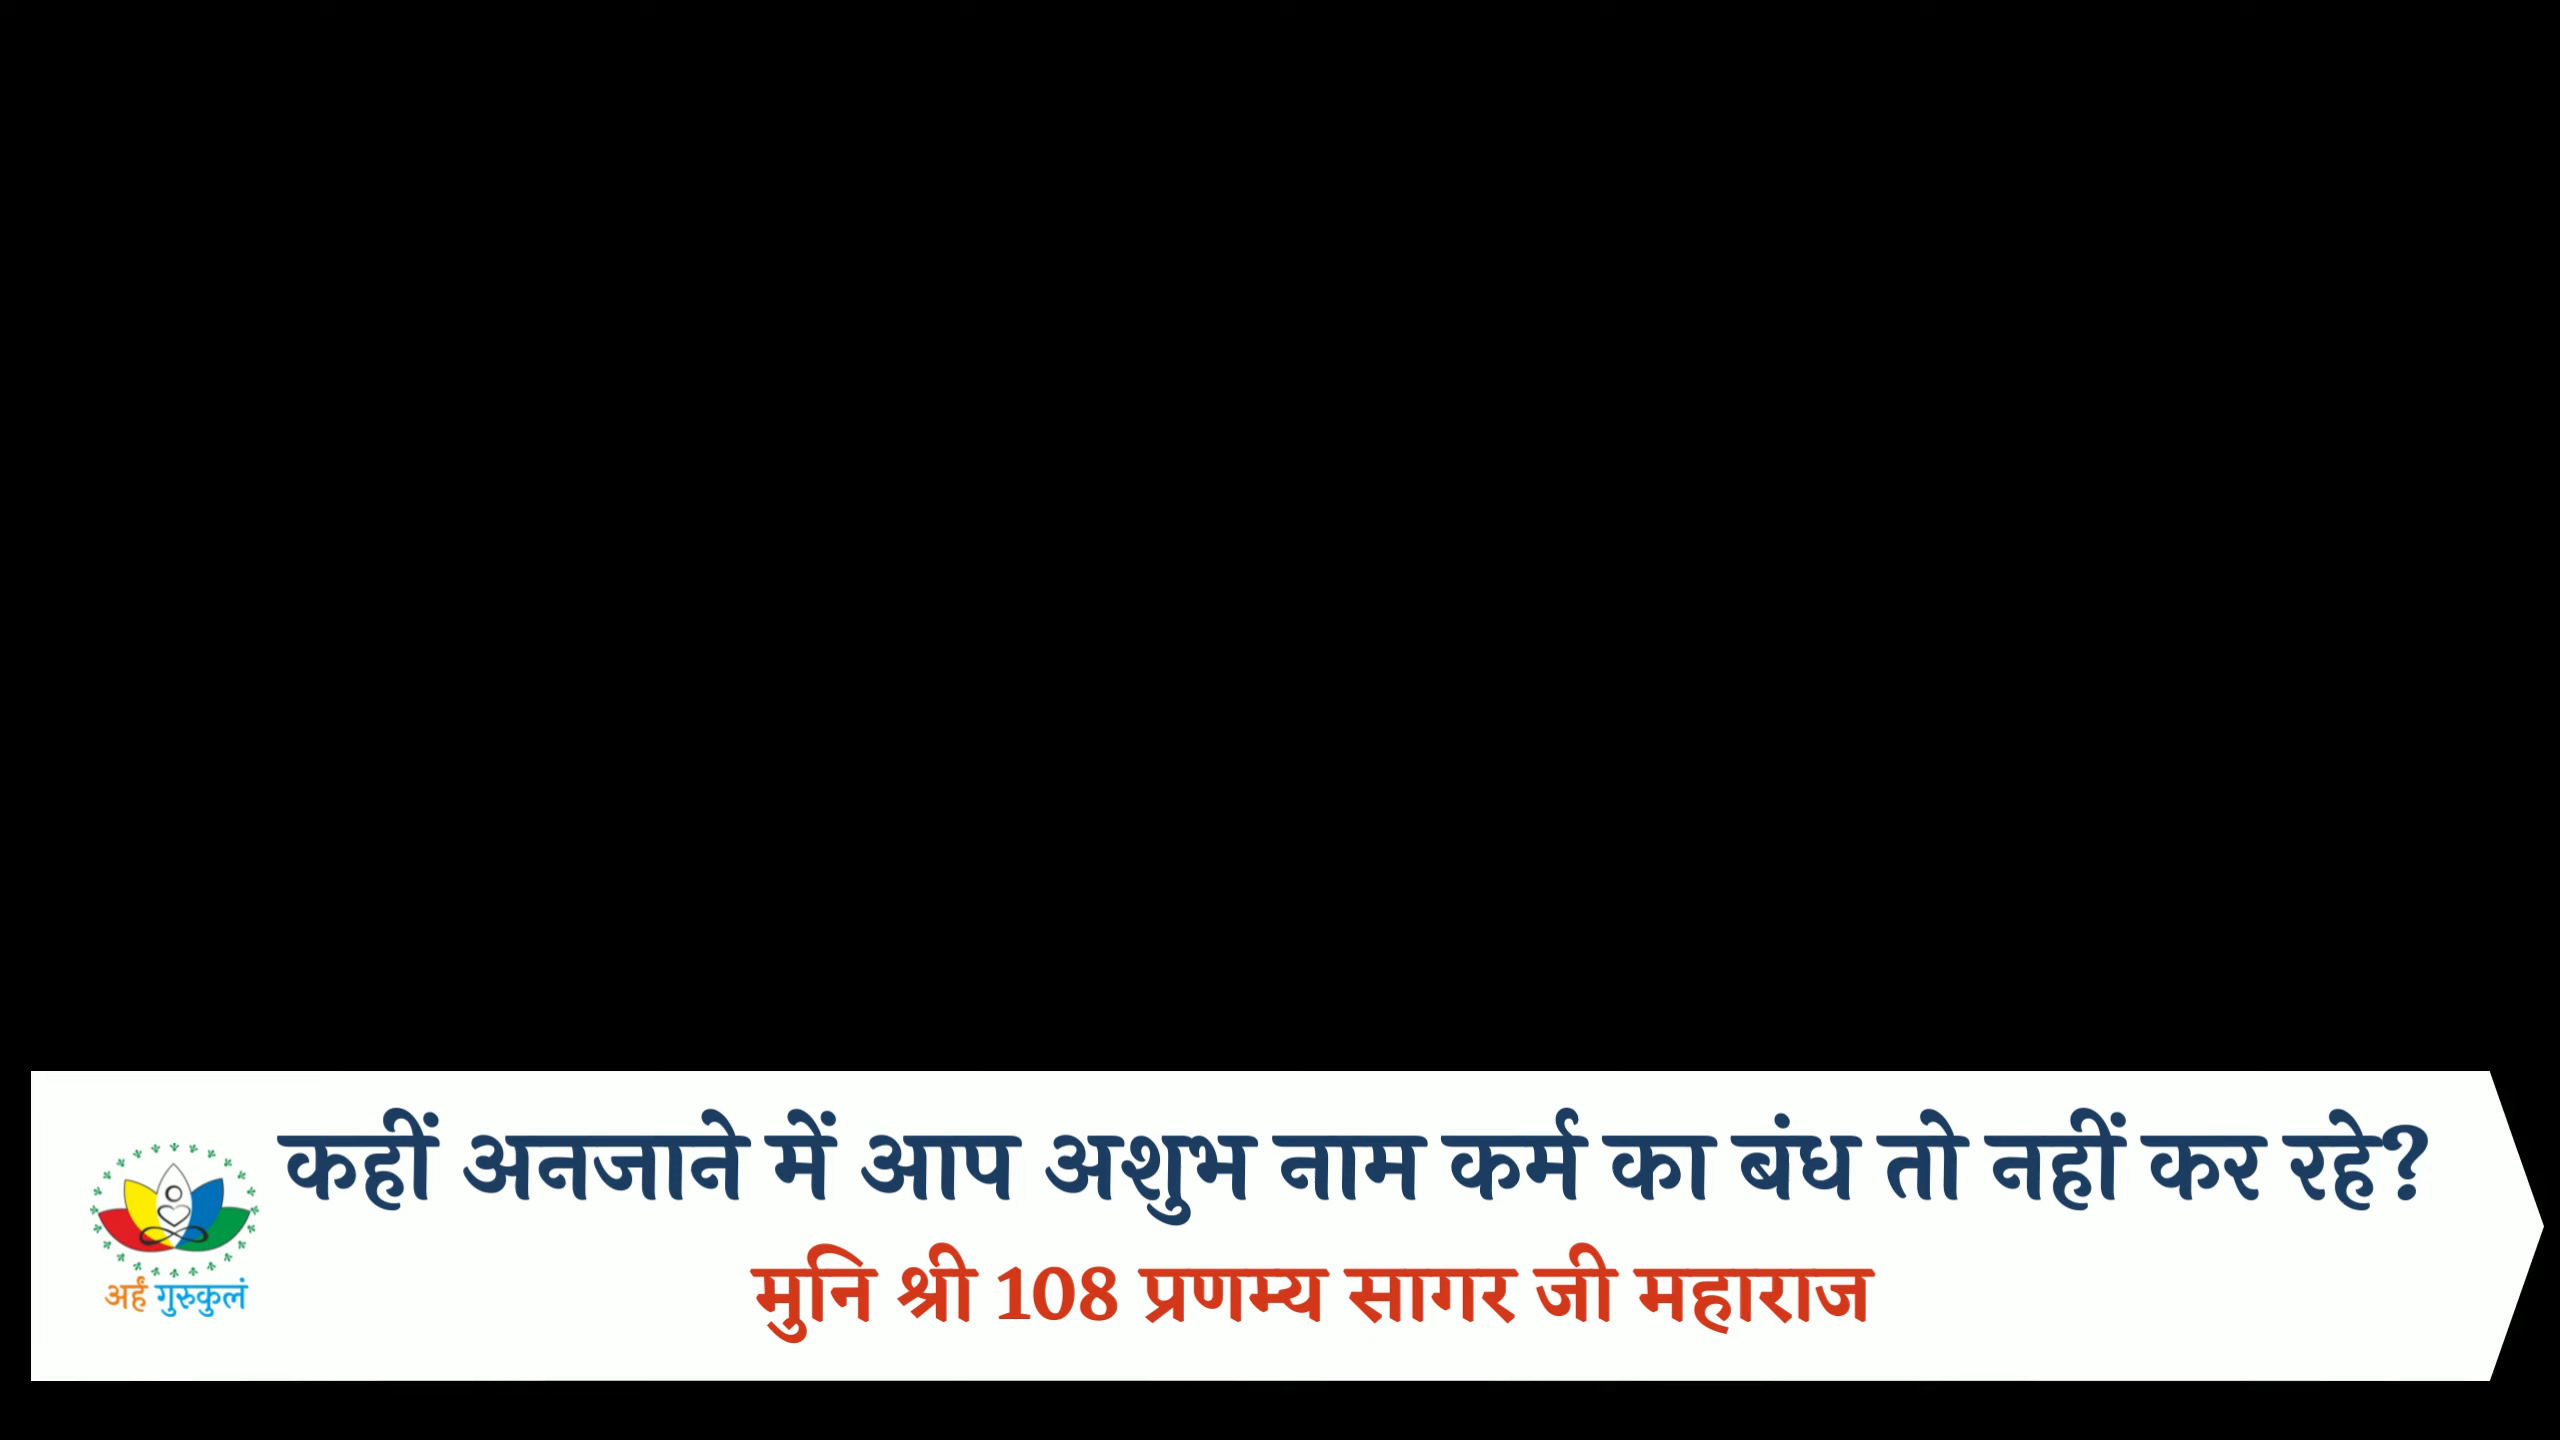 कहीं अनजाने में आप अशुभ नाम कर्म का बंध तो नहीं कर रहे?
मुनि श्री 108 प्रणम्य सागर जी महाराज
अर्हं गुरुकुलं